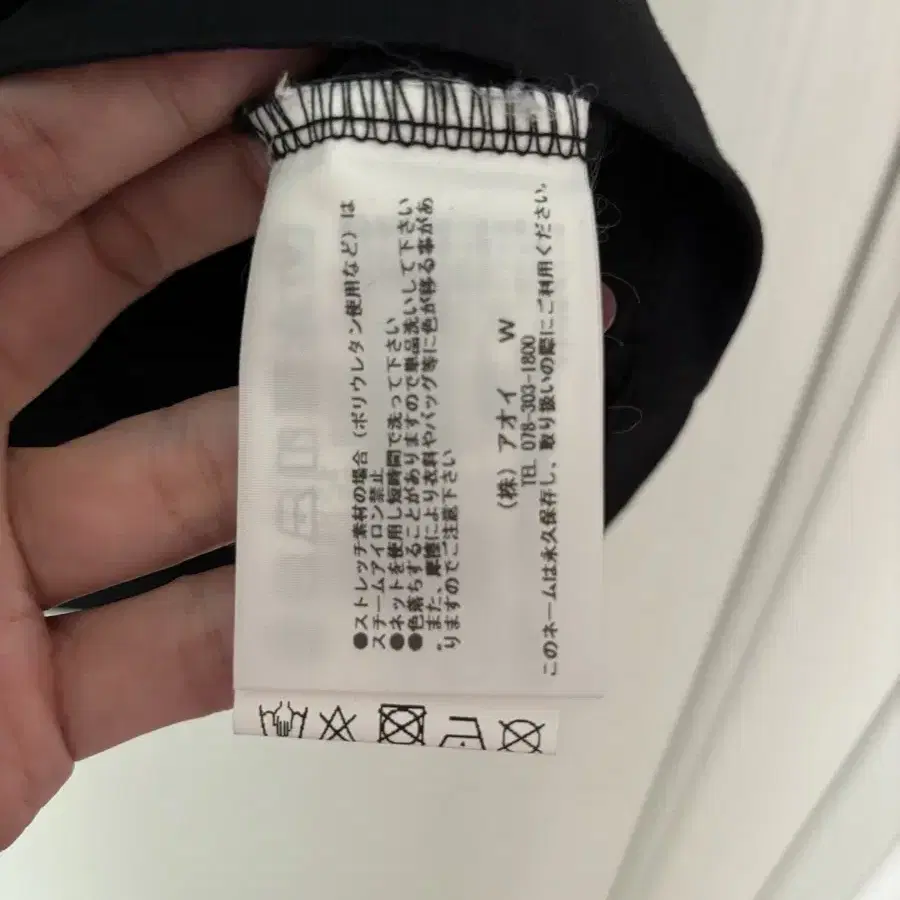 ●ストレッチ素材の場合（ポリウレタン使用など）は
スチームアイロン禁止
●ネットを使用し短時間で洗って下さい
●色落ちすることがありますので単品洗いして下さい
また、摩擦により衣料やバッグ等に色が移る事があ
りますのでご注意下さい
(株) アオイ W
TEL 078-303-1800
このネームは永久保存し、取り扱いの際にご利用ください。